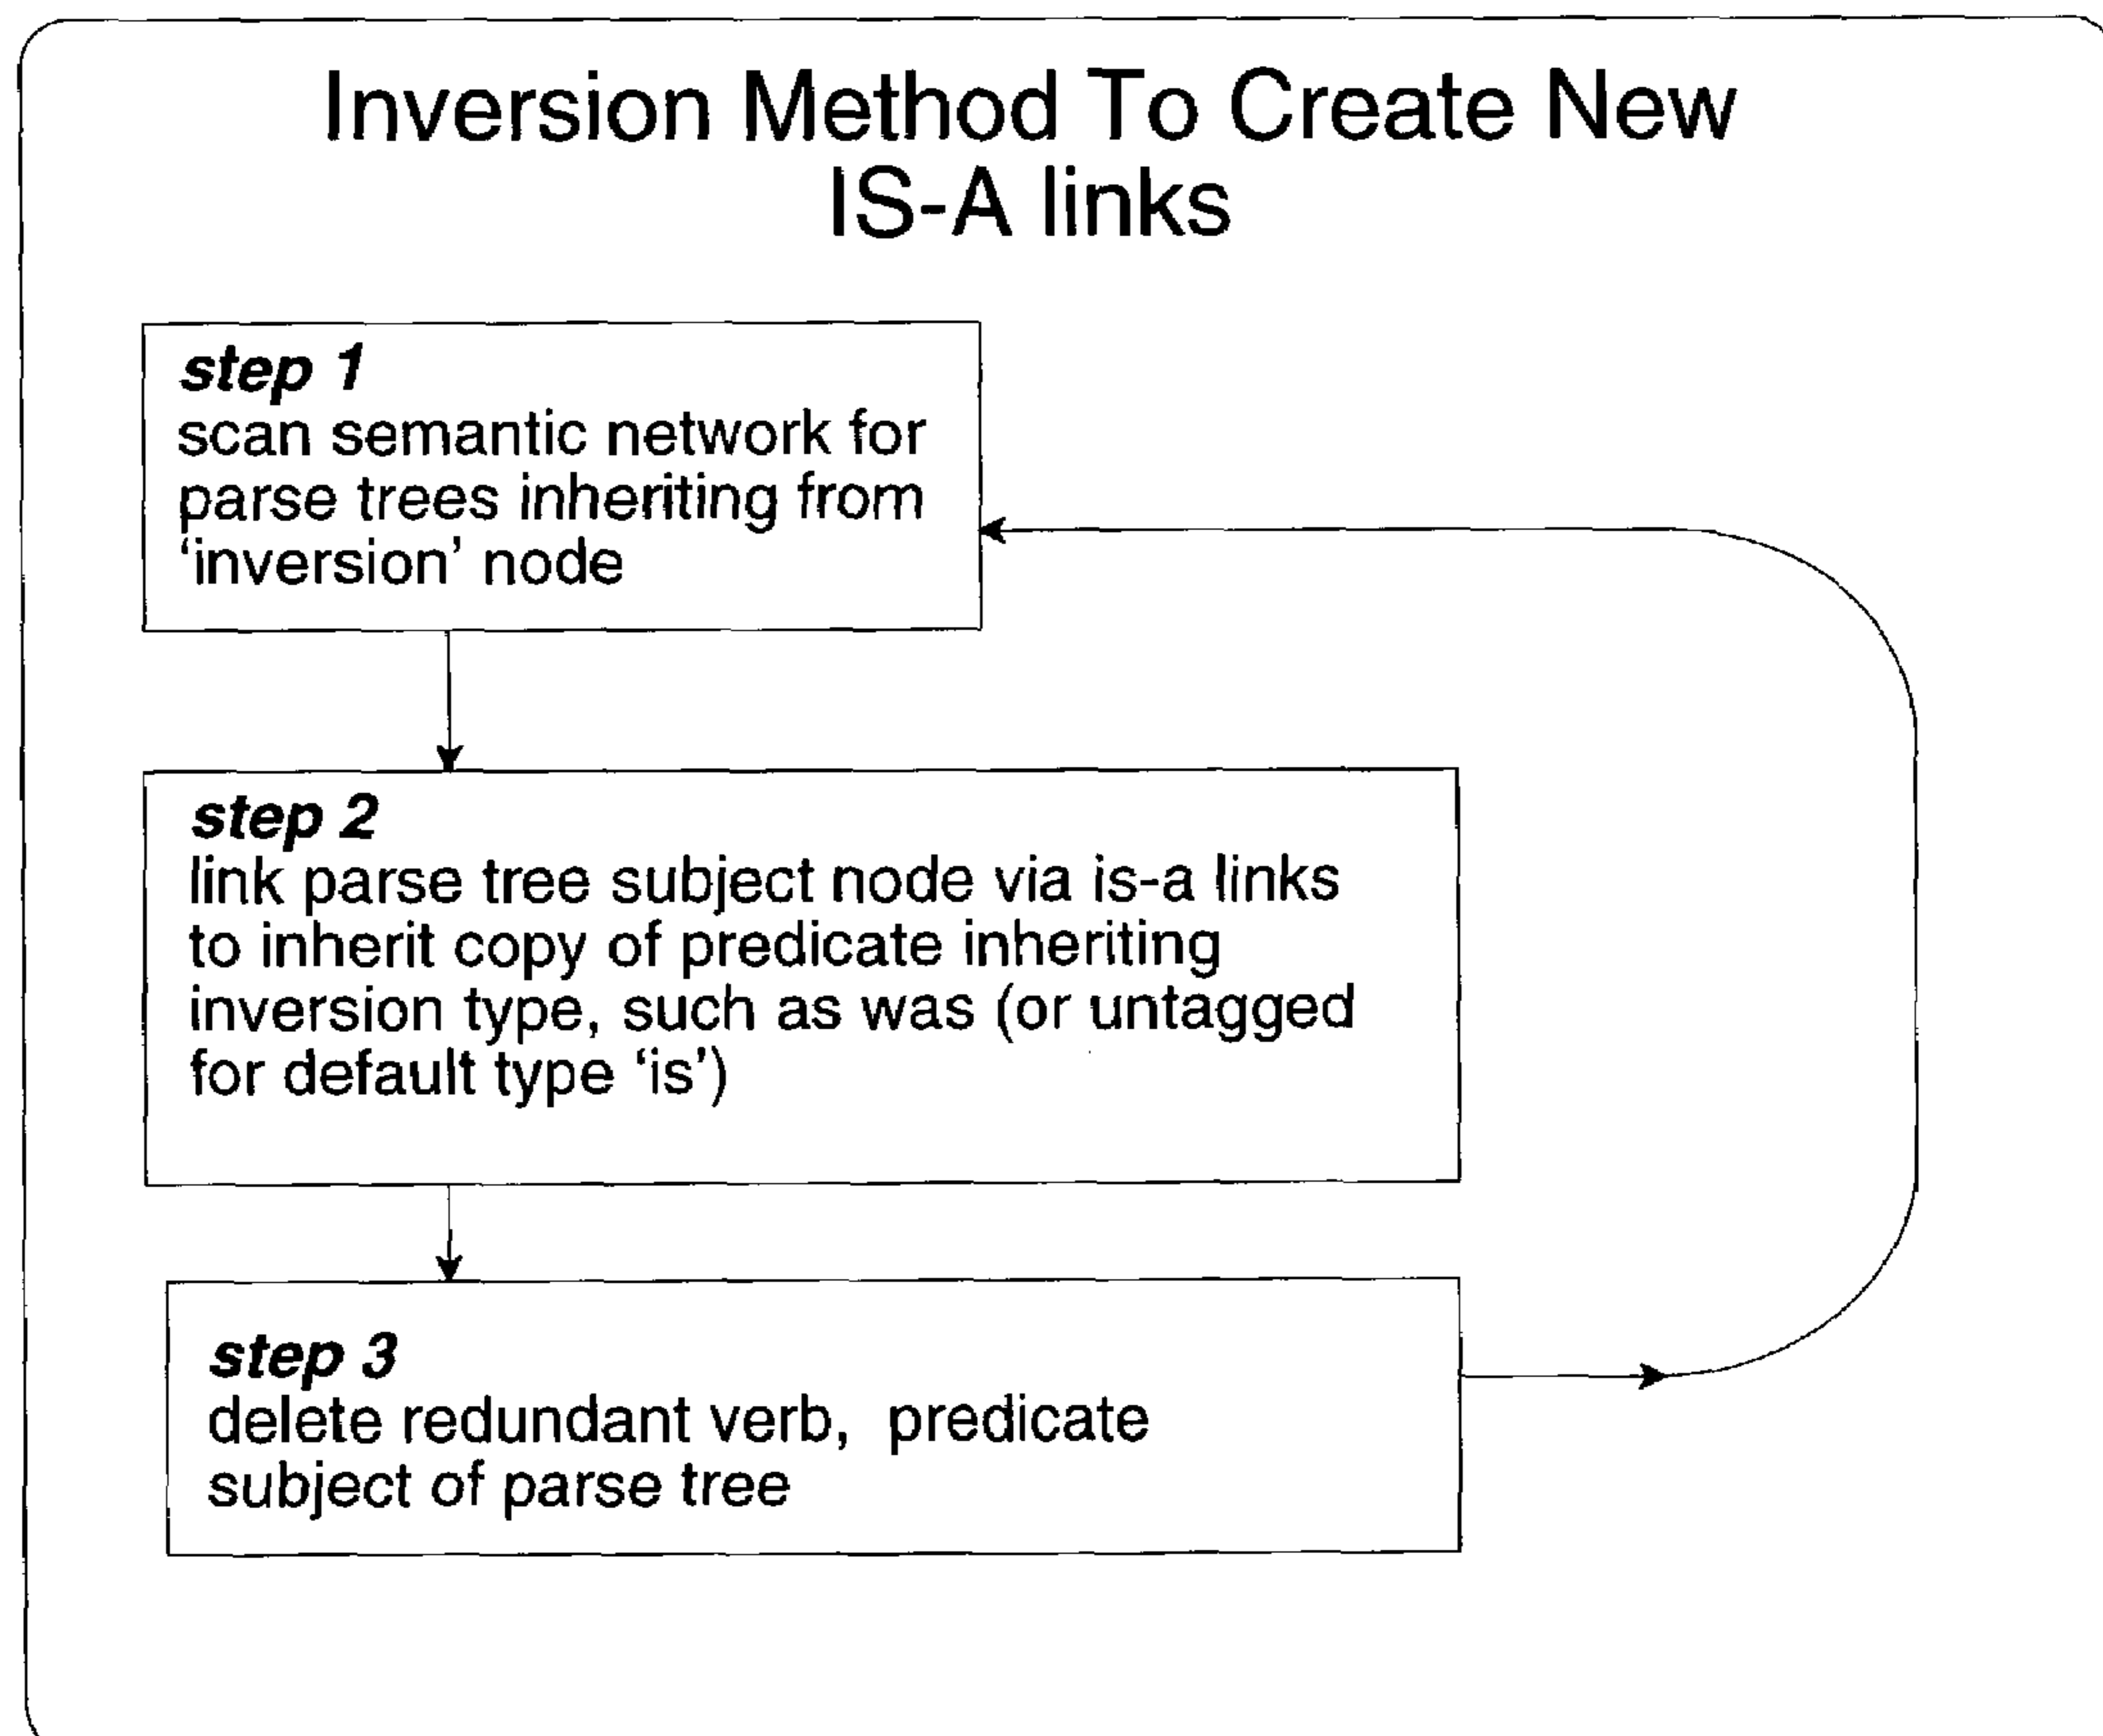 Inversion Method To Create New
IS-A links
step 1
scan semantic network for
parse trees inheriting from
‘inversion’ node
step 2
link parse tree subject node via is-a links
to inherit copy of predicate inheriting
inversion type, such as was (or untagged
for default type ‘is’)
step 3
delete redundant verb,  predicate
subject of parse tree